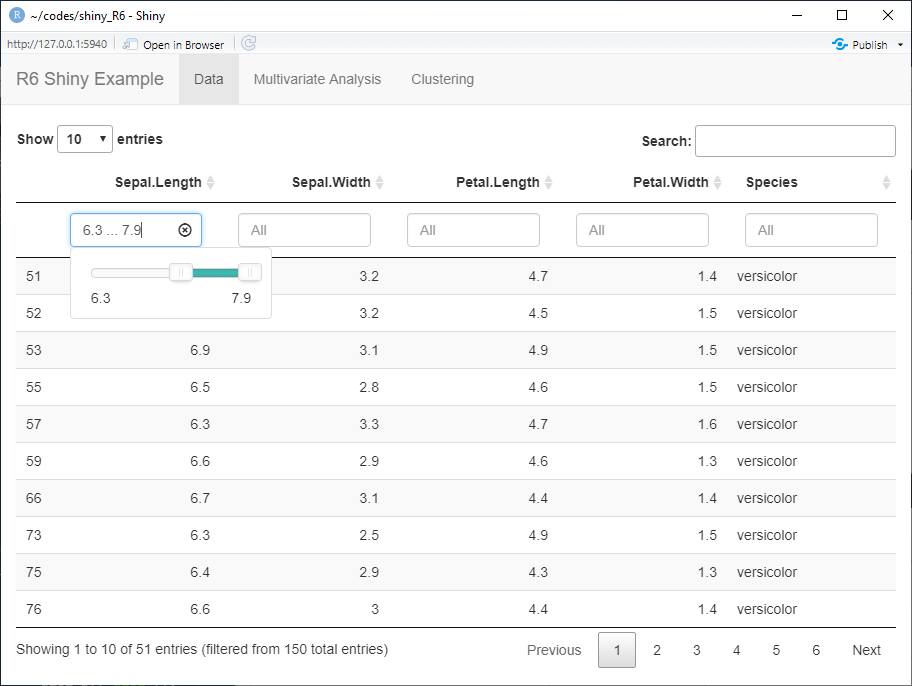 R ~/codes/shiny_R6 - Shiny
http://127.0.0.1:5940 Open in Browser Publish
R6 Shiny Example Data Multivariate Analysis Clustering
Show 10 entries Search:
Sepal.Length Sepal.Width Petal.Length Petal.Width Species
6.3 ... 7.9 All All All All
51 3.2 4.7 1.4 versicolor
6.3 7.9
52 3.2 4.5 1.5 versicolor
53 6.9 3.1 4.9 1.5 versicolor
55 6.5 2.8 4.6 1.5 versicolor
57 6.3 3.3 4.7 1.6 versicolor
59 6.6 2.9 4.6 1.3 versicolor
66 6.7 3.1 4.4 1.4 versicolor
73 6.3 2.5 4.9 1.5 versicolor
75 6.4 2.9 4.3 1.3 versicolor
76 6.6 3 4.4 1.4 versicolor
Showing 1 to 10 of 51 entries (filtered from 150 total entries) Previous 1 2 3 4 5 6 Next